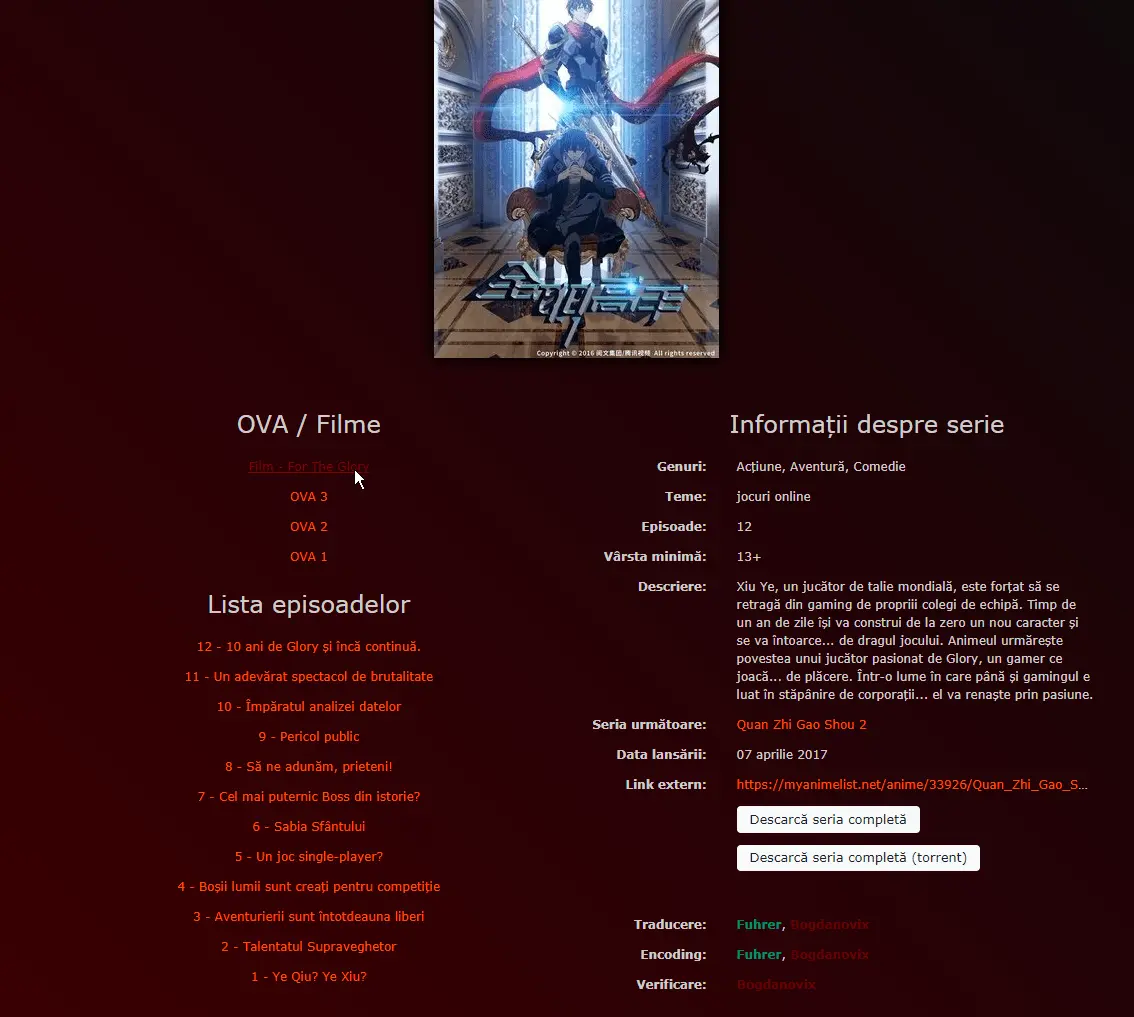 全职高手
Copyright © 2016 阅文集团/腾讯视频 All rights reserved
OVA / Filme
Film - For The Glory
OVA 3
OVA 2
OVA 1
Lista episoadelor
12 - 10 ani de Glory și încă continuă.
11 - Un adevărat spectacol de brutalitate
10 - Împăratul analizei datelor
9 - Pericol public
8 - Să ne adunăm, prieteni!
7 - Cel mai puternic Boss din istorie?
6 - Sabia Sfântului
5 - Un joc single-player?
4 - Boșii lumii sunt creați pentru competiție
3 - Aventurierii sunt întotdeauna liberi
2 - Talentatul Supraveghetor
1 - Ye Qiu? Ye Xiu?
Informații despre serie
Genuri: Acțiune, Aventură, Comedie
Teme: jocuri online
Episoade: 12
Vârsta minimă: 13+
Descriere: Xiu Ye, un jucător de talie mondială, este forțat să se
retragă din gaming de propriii colegi de echipă. Timp de
un an de zile își va construi de la zero un nou caracter și
se va întoarce... de dragul jocului. Animeul urmărește
povestea unui jucător pasionat de Glory, un gamer ce
joacă... de plăcere. Într-o lume în care până și gamingul e
luat în stăpânire de corporații... el va renaște prin pasiune.
Seria următoare: Quan Zhi Gao Shou 2
Data lansării: 07 aprilie 2017
Link extern: https://myanimelist.net/anime/33926/Quan_Zhi_Gao_S...
Descarcă seria completă
Descarcă seria completă (torrent)
Traducere: Fuhrer, Bogdanovix
Encoding: Fuhrer, Bogdanovix
Verificare: Bogdanovix